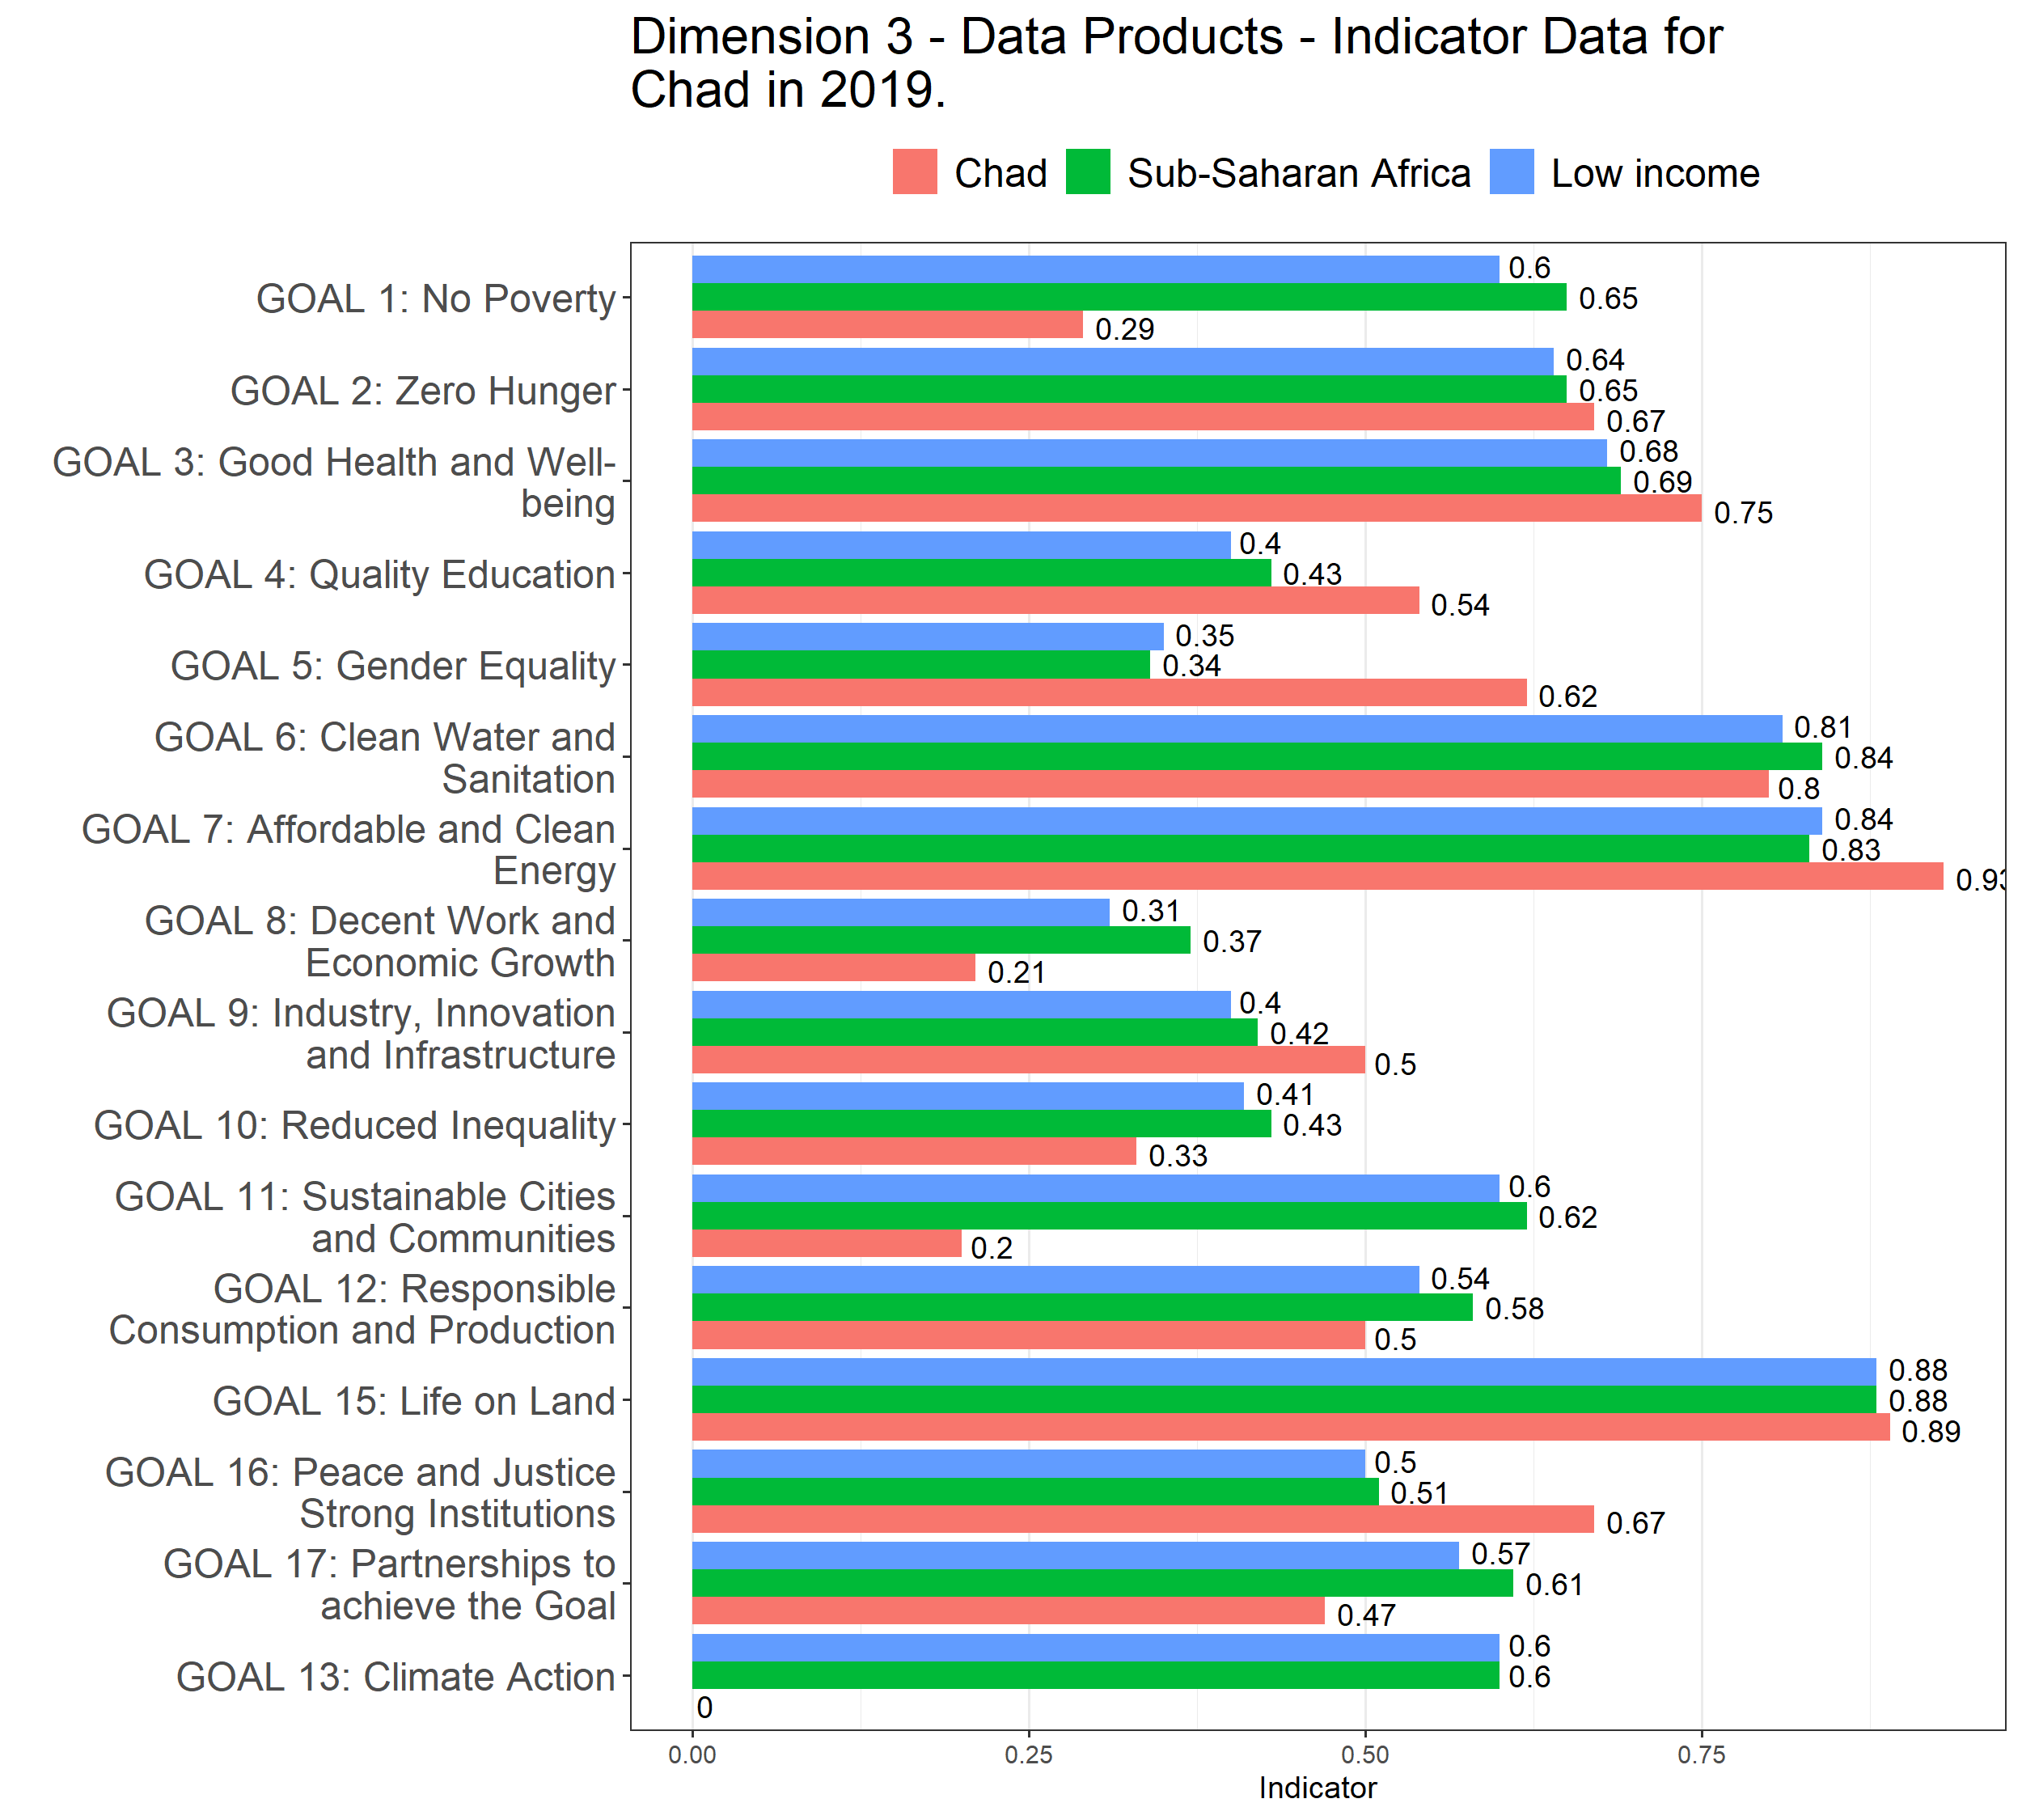 Dimension 3 - Data Products - Indicator Data for
Chad in 2019.
Chad
Sub-Saharan Africa
Low income
GOAL 1: No Poverty
0.6
0.65
0.29
GOAL 2: Zero Hunger
0.64
0.65
0.67
GOAL 3: Good Health and Well-
being
0.68
0.69
0.75
GOAL 4: Quality Education
0.4
0.43
0.54
GOAL 5: Gender Equality
0.35
0.34
0.62
GOAL 6: Clean Water and
Sanitation
0.81
0.84
0.8
GOAL 7: Affordable and Clean
Energy
0.84
0.83
0.93
GOAL 8: Decent Work and
Economic Growth
0.31
0.37
0.21
GOAL 9: Industry, Innovation
and Infrastructure
0.4
0.42
0.5
GOAL 10: Reduced Inequality
0.41
0.43
0.33
GOAL 11: Sustainable Cities
and Communities
0.6
0.62
0.2
GOAL 12: Responsible
Consumption and Production
0.54
0.58
0.5
GOAL 15: Life on Land
0.88
0.88
0.89
GOAL 16: Peace and Justice
Strong Institutions
0.5
0.51
0.67
GOAL 17: Partnerships to
achieve the Goal
0.57
0.61
0.47
GOAL 13: Climate Action
0.6
0.6
0
0.00
0.25
0.50
0.75
Indicator